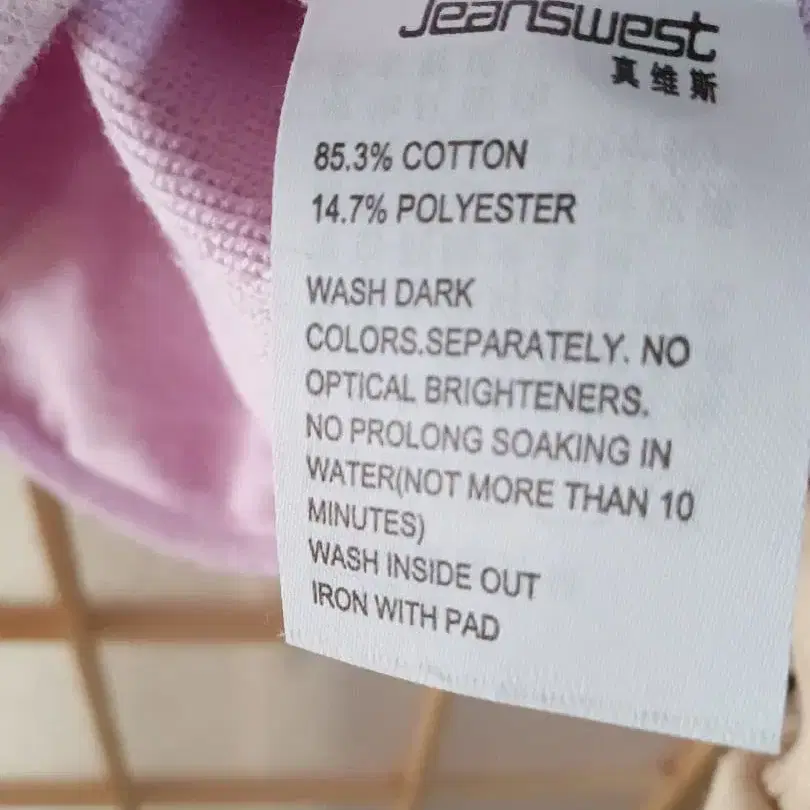 Jeanswest
真维斯
85.3% COTTON
14.7% POLYESTER
WASH DARK
COLORS.SEPARATELY. NO
OPTICAL BRIGHTENERS.
NO PROLONG SOAKING IN
WATER(NOT MORE THAN 10
MINUTES)
WASH INSIDE OUT
IRON WITH PAD